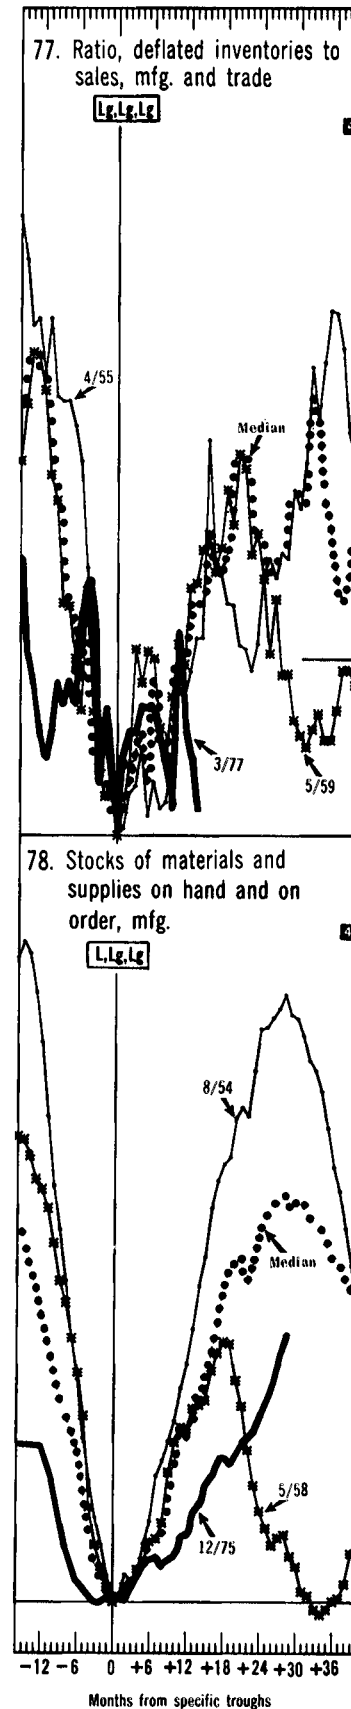 77. Ratio, deflated inventories to
sales, mfg. and trade
Lg,Lg,Lg
4/55
Median
3/77
5/59
78. Stocks of materials and
supplies on hand and on
order, mfg.
L,Lg,Lg
8/54
Median
5/58
12/75
-12 -6 0 +6 +12 +18 +24 +30 +36
Months from specific troughs